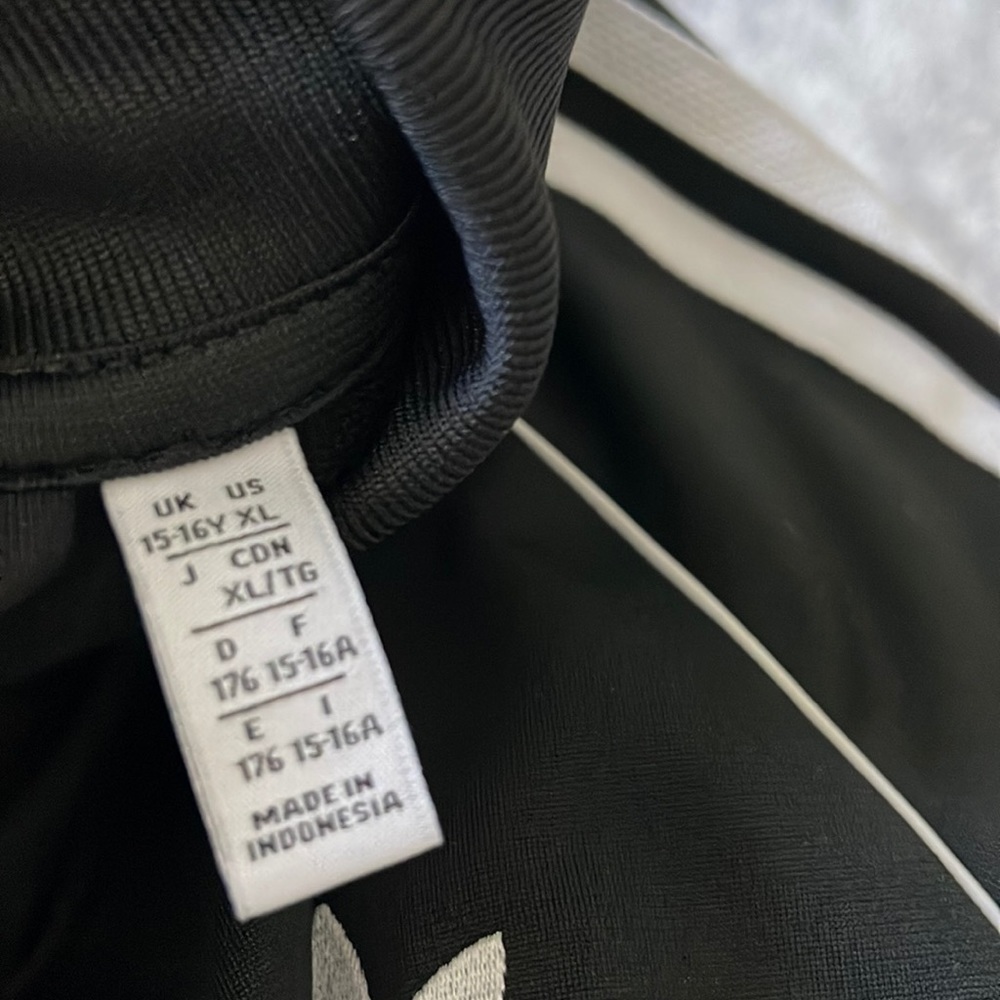 UK US
15-16Y XL
J CDN
XL/TG
D F
176 15-16A
E I
176 15-16A
MADE IN
INDONESIA